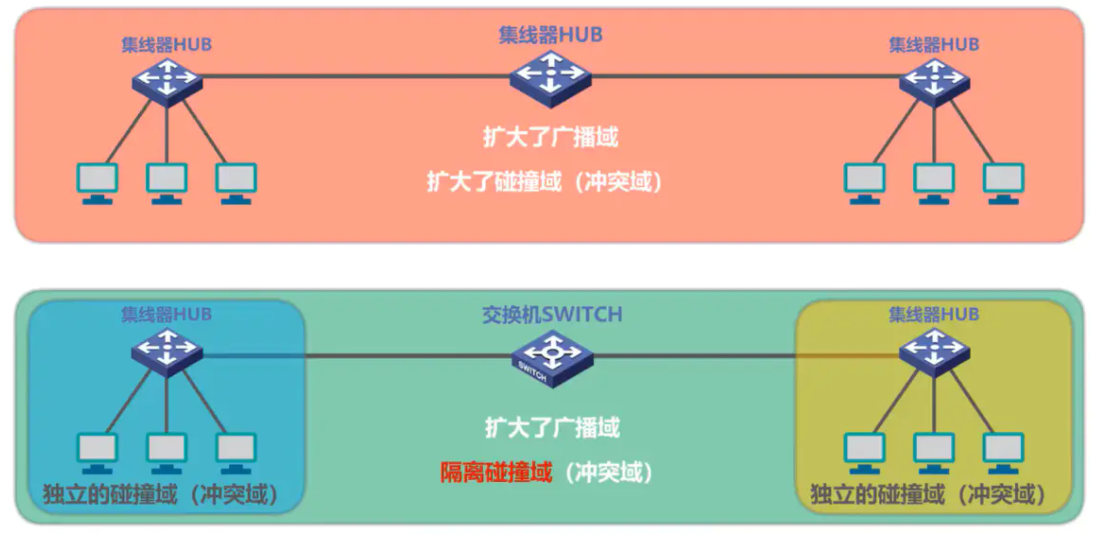 集线器HUB
集线器HUB
集线器HUB
扩大了广播域
扩大了碰撞域（冲突域）
集线器HUB
交换机SWITCH
集线器HUB
SWITCH
扩大了广播域
隔离碰撞域（冲突域）
独立的碰撞域（冲突域）
独立的碰撞域（冲突域）